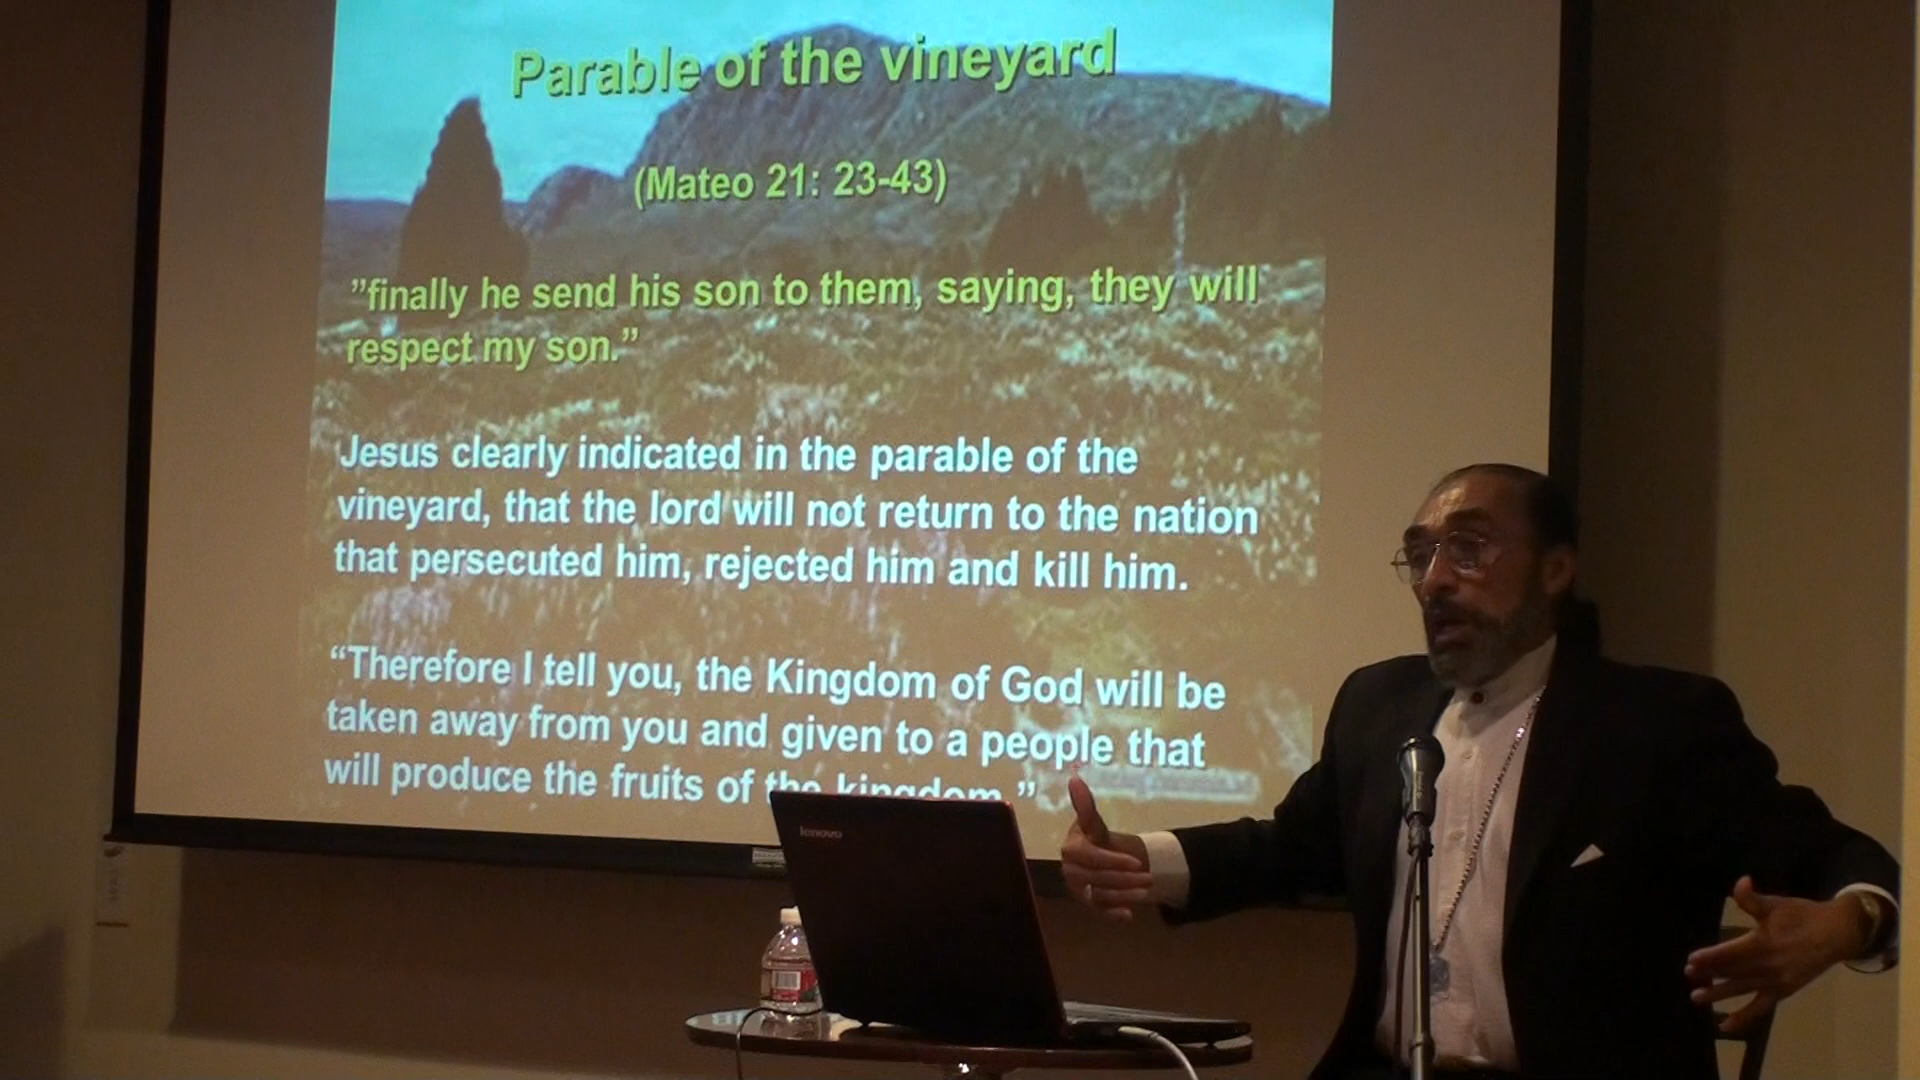 Parable of the vineyard
(Mateo 21: 23-43)
”finally he send his son to them, saying, they will
respect my son.”
Jesus clearly indicated in the parable of the
vineyard, that the lord will not return to the nation
that persecuted him, rejected him and kill him.
“Therefore I tell you, the Kingdom of God will be
taken away from you and given to a people that
will produce the fruits of the kingdom.”
lenovo